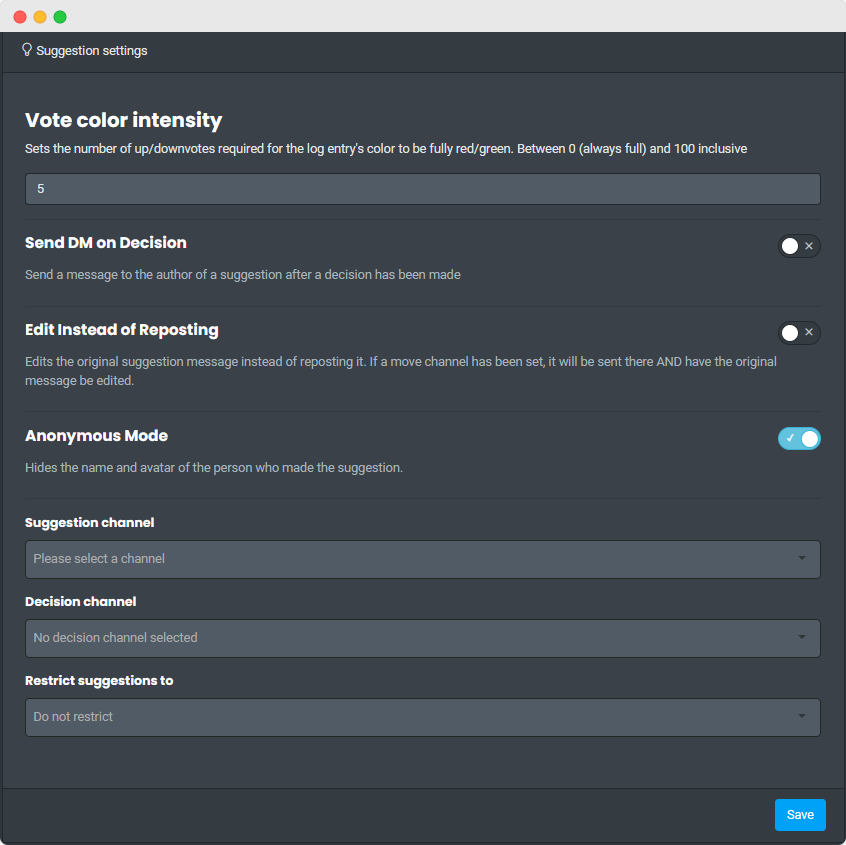 Suggestion settings
Vote color intensity
Sets the number of up/downvotes required for the log entry's color to be fully red/green. Between 0 (always full) and 100 inclusive
5
Send DM on Decision
Send a message to the author of a suggestion after a decision has been made
Edit Instead of Reposting
Edits the original suggestion message instead of reposting it. If a move channel has been set, it will be sent there AND have the original
message be edited.
Anonymous Mode
Hides the name and avatar of the person who made the suggestion.
Suggestion channel
Please select a channel
Decision channel
No decision channel selected
Restrict suggestions to
Do not restrict
Save